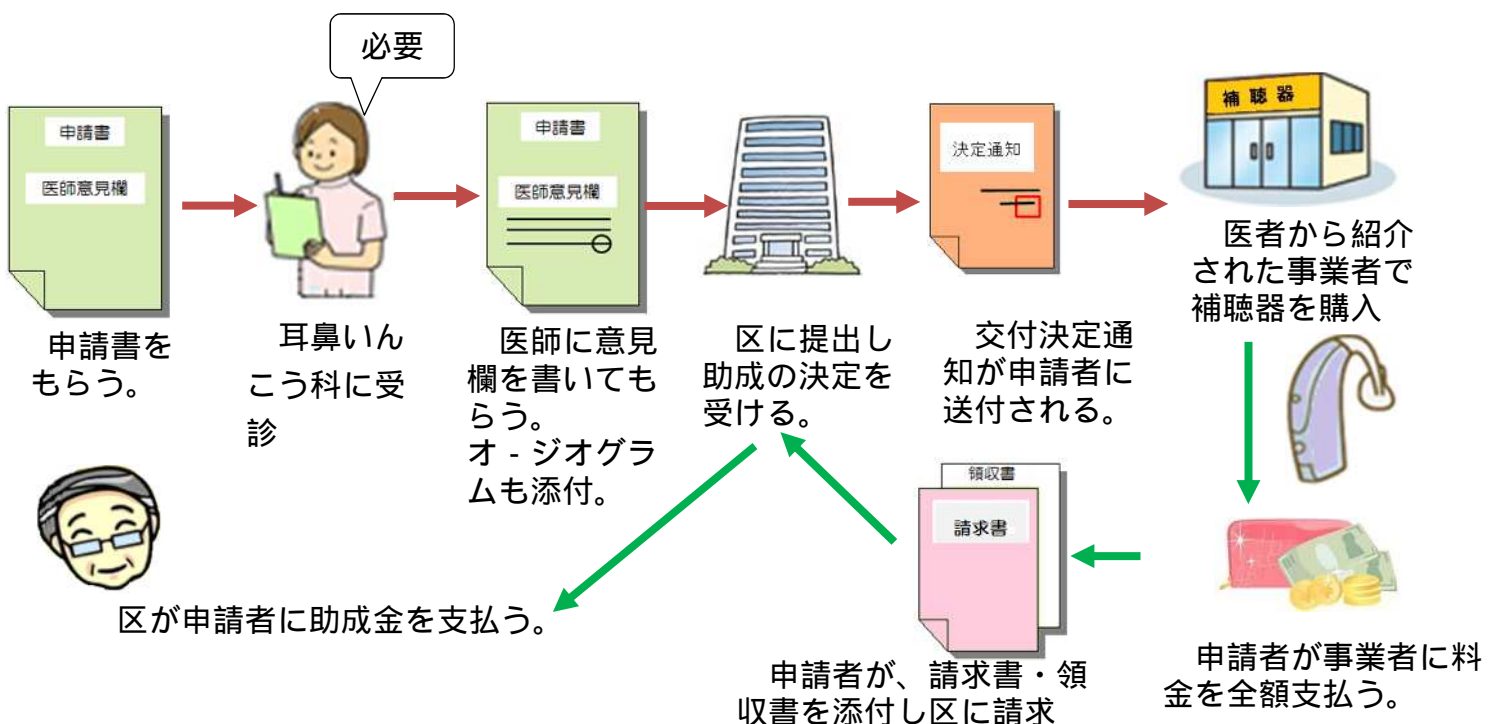 必要
申請書
医師意見欄
申請書をもらう。
耳鼻いん
こう科に受
診
申請書
医師意見欄
医師に意見
欄を書いても
らう。
オ - ジオグラ
ムも添付。
区に提出し
助成の決定を
受ける。
決定通知
交付決定通
知が申請者に
送付される。
補聴器
医者から紹介
された事業者で
補聴器を購入
申請者が事業者に料
金を全額支払う。
領収書
請求書
申請者が、請求書・領
収書を添付し区に請求
区が申請者に助成金を支払う。